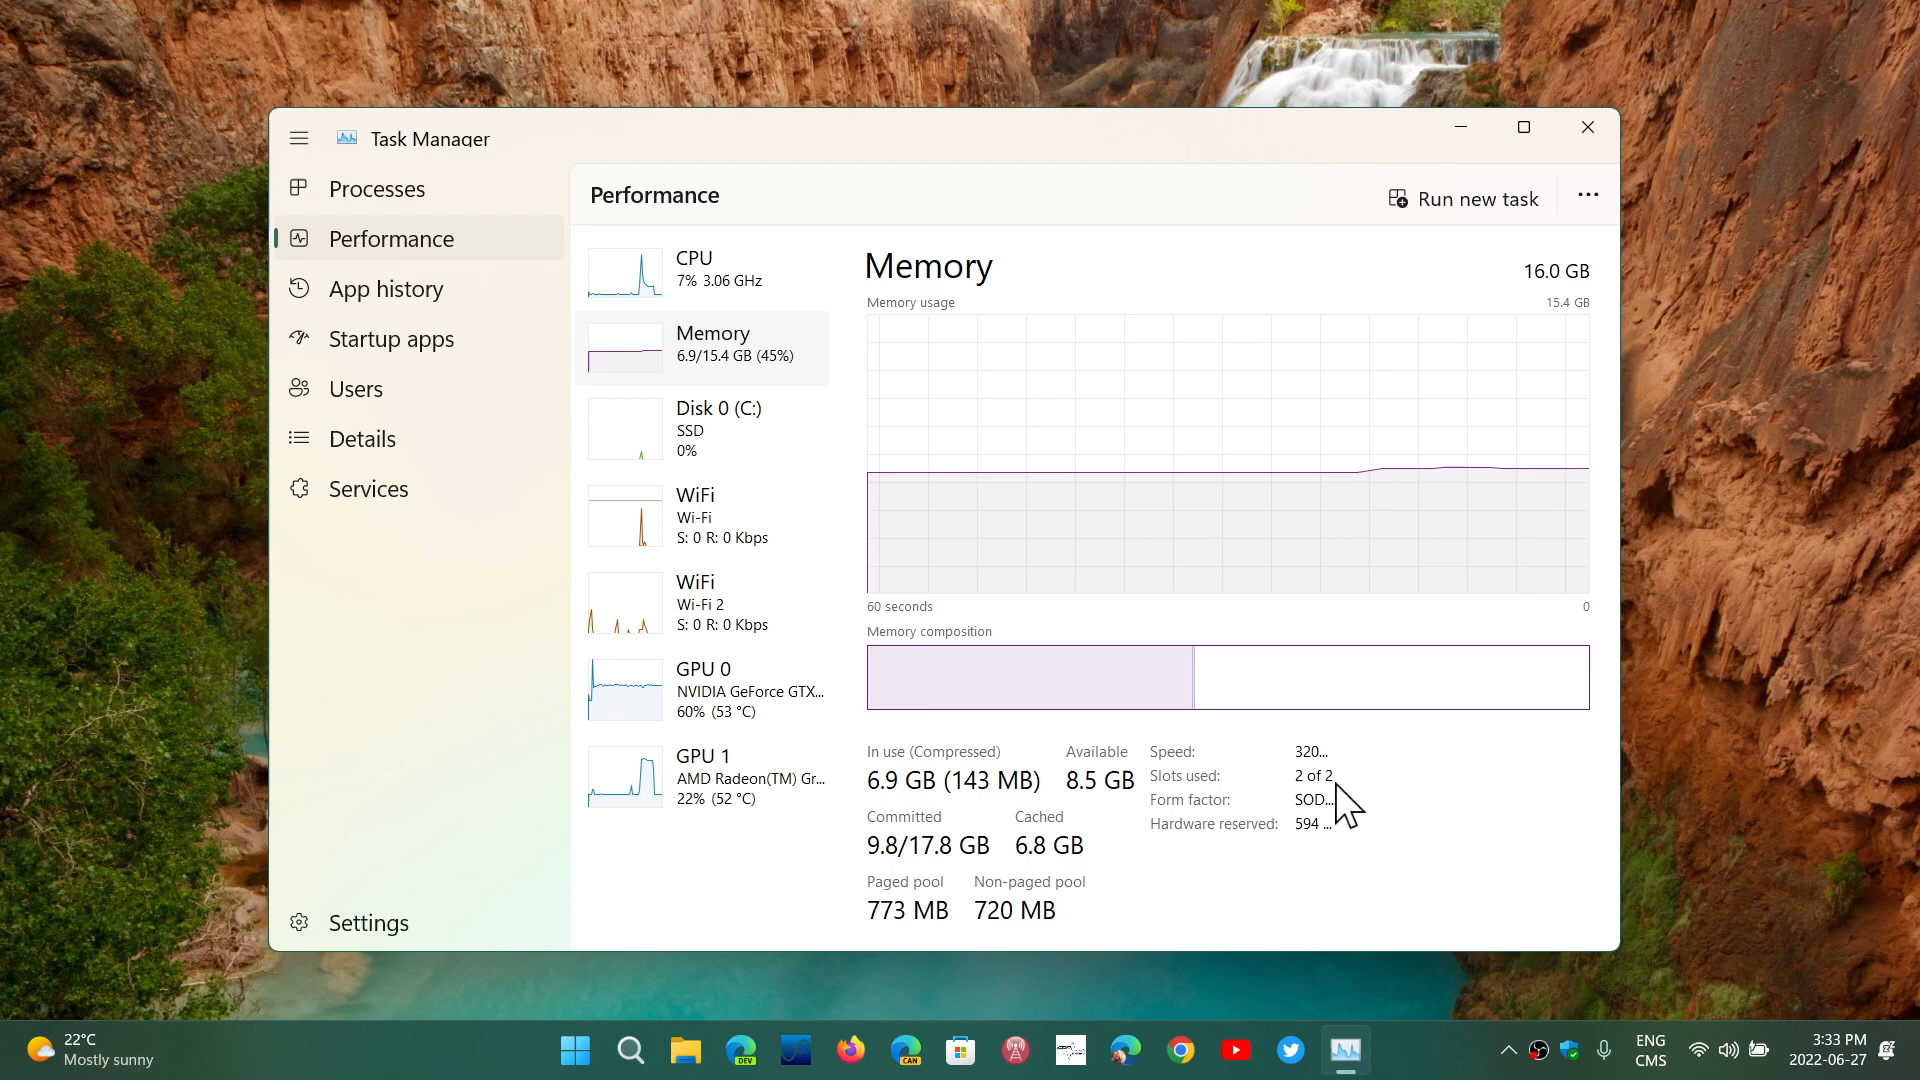 Task Manager
Processes
Performance
App history
Startup apps
Users
Details
Services
Settings
Performance
Run new task
CPU
7% 3.06 GHz
Memory
6.9/15.4 GB (45%)
Disk 0 (C:)
SSD
0%
WiFi
Wi-Fi
S: 0 R: 0 Kbps
WiFi
Wi-Fi 2
S: 0 R: 0 Kbps
GPU 0
NVIDIA GeForce GTX...
60% (53 °C)
GPU 1
AMD Radeon(TM) Gr...
22% (52 °C)
Memory 16.0 GB
Memory usage 15.4 GB
60 seconds 0
Memory composition
In use (Compressed) Available
6.9 GB (143 MB) 8.5 GB
Committed Cached
9.8/17.8 GB 6.8 GB
Paged pool Non-paged pool
773 MB 720 MB
Speed: 320...
Slots used: 2 of 2
Form factor: SOD...
Hardware reserved: 594 ...
22°C
Mostly sunny
DEV
CAN
ENG
CMS
3:33 PM
2022-06-27